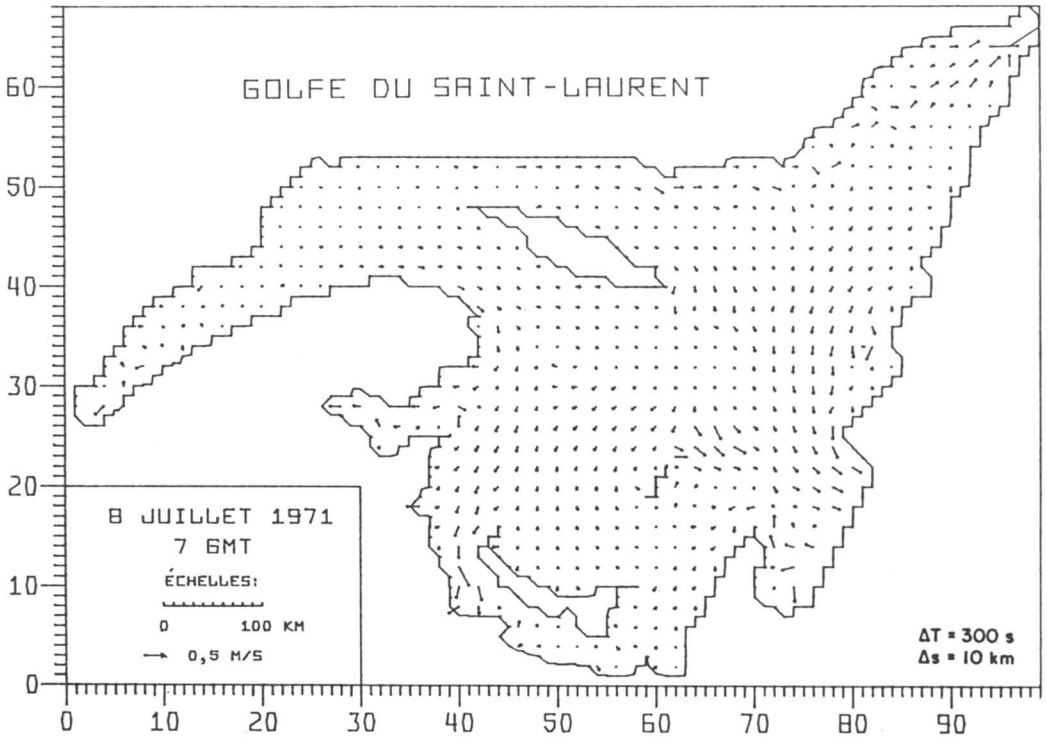 GOLFE DU SAINT-LAURENT
60
50
40
30
20
10
0
8 JUILLET 1971
7 GMT
ÉCHELLES:
0 100 KM
0,5 M/S
ΔT = 300 s
Δs = 10 km
0 10 20 30 40 50 60 70 80 90